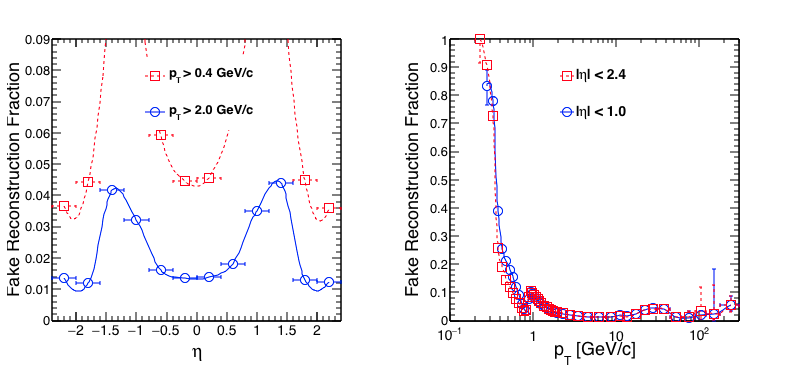 Fake Reconstruction Fraction
0.09
0.08
0.07
0.06
0.05
0.04
0.03
0.02
0.01
0
p_T > 0.4 GeV/c
p_T > 2.0 GeV/c
−2 −1.5 −1 −0.5 0 0.5 1 1.5 2
η
Fake Reconstruction Fraction
1
0.9
0.8
0.7
0.6
0.5
0.4
0.3
0.2
0.1
0
|η| < 2.4
|η| < 1.0
10⁻¹ 1 10 10²
p_T [GeV/c]